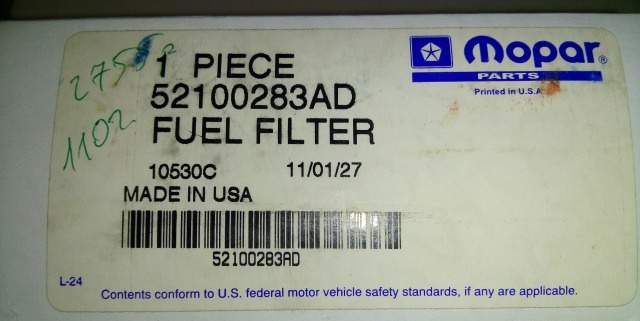 1 PIECE
52100283AD
FUEL FILTER
10530C 11/01/27
MADE IN USA
52100283AD
L-24
Contents conform to U.S. federal motor vehicle safety standards, if any are applicable.
Mopar
PARTS
Printed in U.S.A.
1102